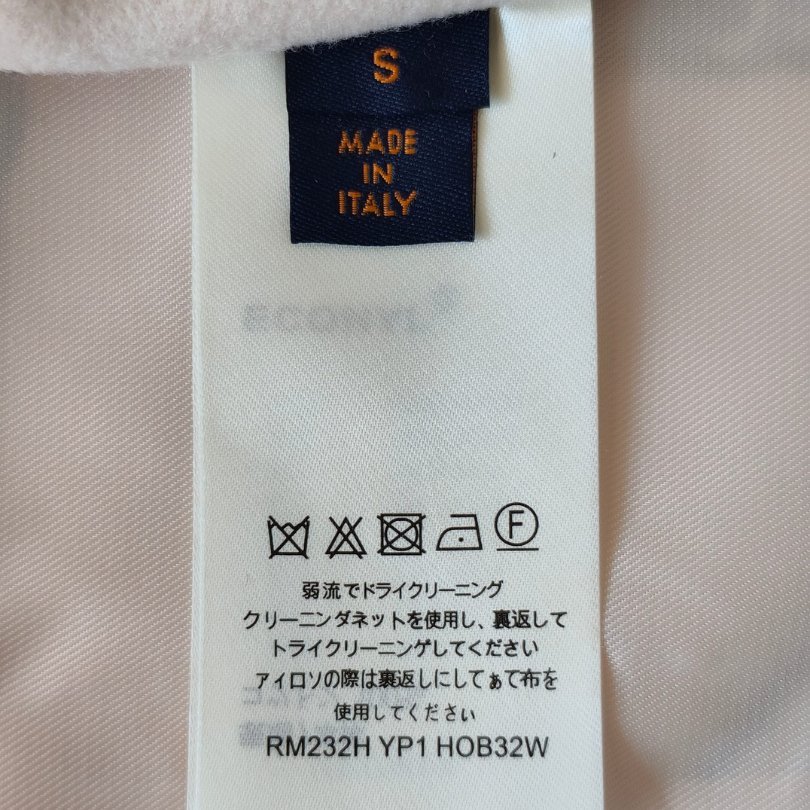 S
MADE
IN
ITALY
ECONYL®
F
弱流でドライクリーニング
クリーニンダネットを使用し、裏返して
トライクリーニンゲしてください
アィロソの際は裏返しにしてぁて布を
使用してください
RM232H YP1 HOB32W